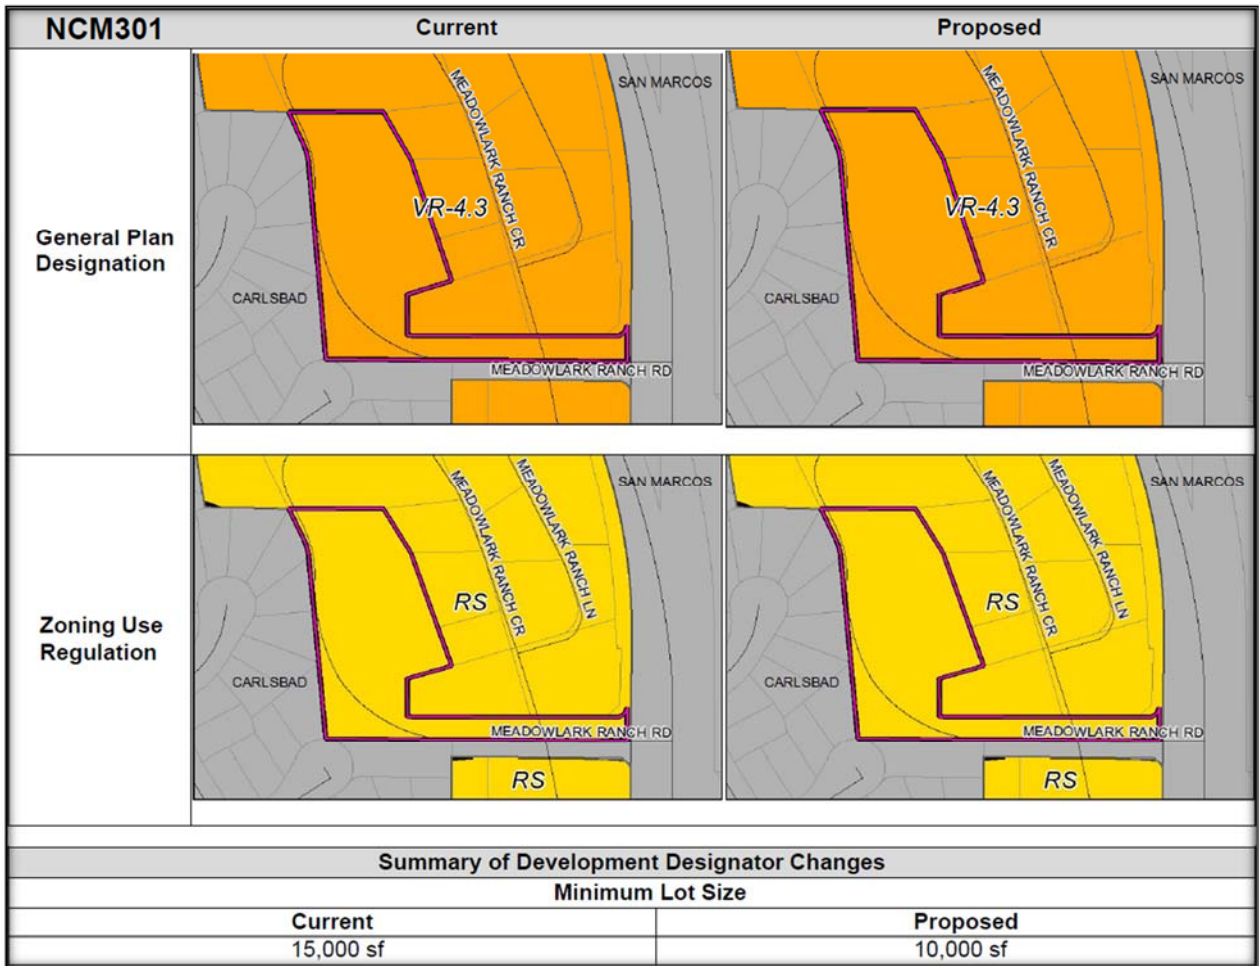 NCM301
Current
Proposed
General Plan
Designation
SAN MARCOS
MEADOWLARK RANCH CR
VR-4.3
CARLSBAD
MEADOWLARK RANCH RD
SAN MARCOS
MEADOWLARK RANCH CR
VR-4.3
CARLSBAD
MEADOWLARK RANCH RD
Zoning Use
Regulation
SAN MARCOS
MEADOWLARK RANCH CR
MEADOWLARK RANCH LN
RS
CARLSBAD
MEADOWLARK RANCH RD
RS
SAN MARCOS
MEADOWLARK RANCH CR
MEADOWLARK RANCH LN
RS
CARLSBAD
MEADOWLARK RANCH RD
RS
Summary of Development Designator Changes
Minimum Lot Size
Current
Proposed
15,000 sf
10,000 sf